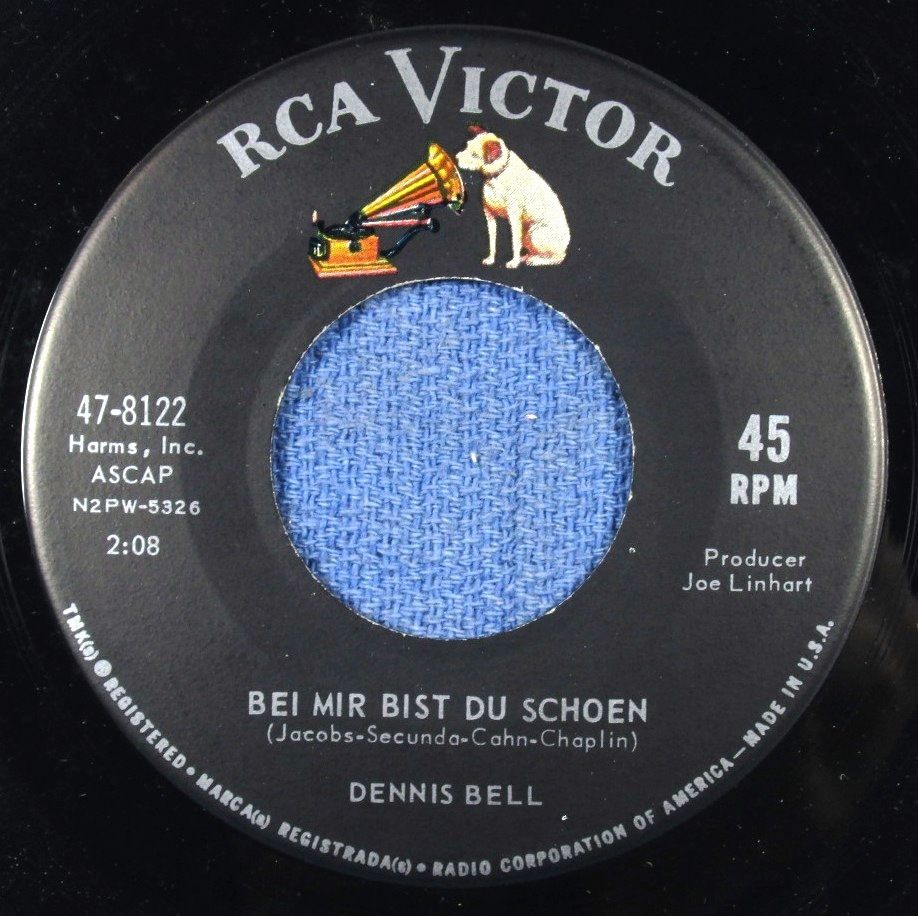 RCA VICTOR
47-8122
Harms, Inc.
ASCAP
N2PW-5326
2:08
45
RPM
Producer
Joe Linhart
BEI MIR BIST DU SCHOEN
(Jacobs-Secunda-Cahn-Chaplin)
DENNIS BELL
TMK(s) ® REGISTERED • MARCA(s) REGISTRADA(s) • RADIO CORPORATION OF AMERICA—MADE IN U.S.A.